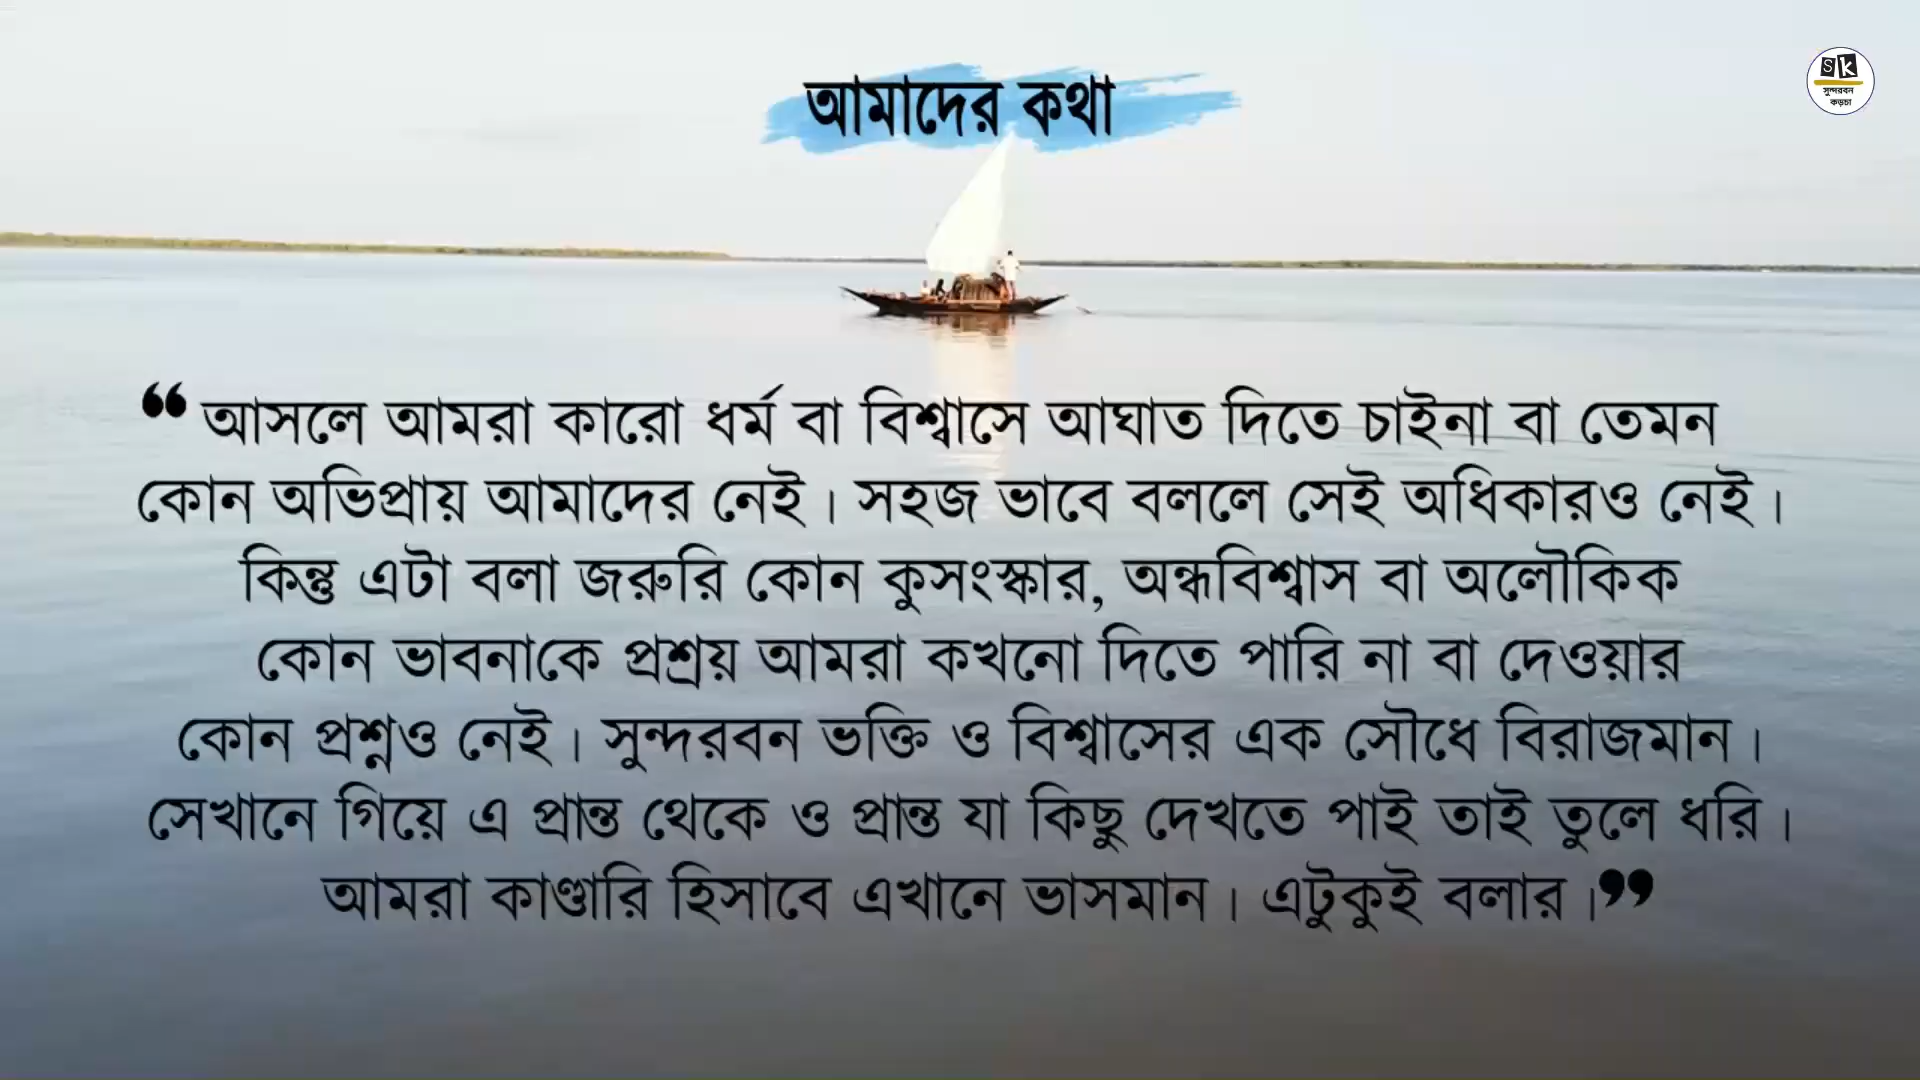 আমাদের কথা
SK
সুন্দরবন
কড়চা
❝ আসলে আমরা কারো ধর্ম বা বিশ্বাসে আঘাত দিতে চাইনা বা তেমন
কোন অভিপ্রায় আমাদের নেই। সহজ ভাবে বললে সেই অধিকারও নেই।
কিন্তু এটা বলা জরুরি কোন কুসংস্কার, অন্ধবিশ্বাস বা অলৌকিক
কোন ভাবনাকে প্রশ্রয় আমরা কখনো দিতে পারি না বা দেওয়ার
কোন প্রশ্নও নেই। সুন্দরবন ভক্তি ও বিশ্বাসের এক সৌধে বিরাজমান।
সেখানে গিয়ে এ প্রান্ত থেকে ও প্রান্ত যা কিছু দেখতে পাই তাই তুলে ধরি।
আমরা কাণ্ডারি হিসাবে এখানে ভাসমান। এটুকুই বলার।❞